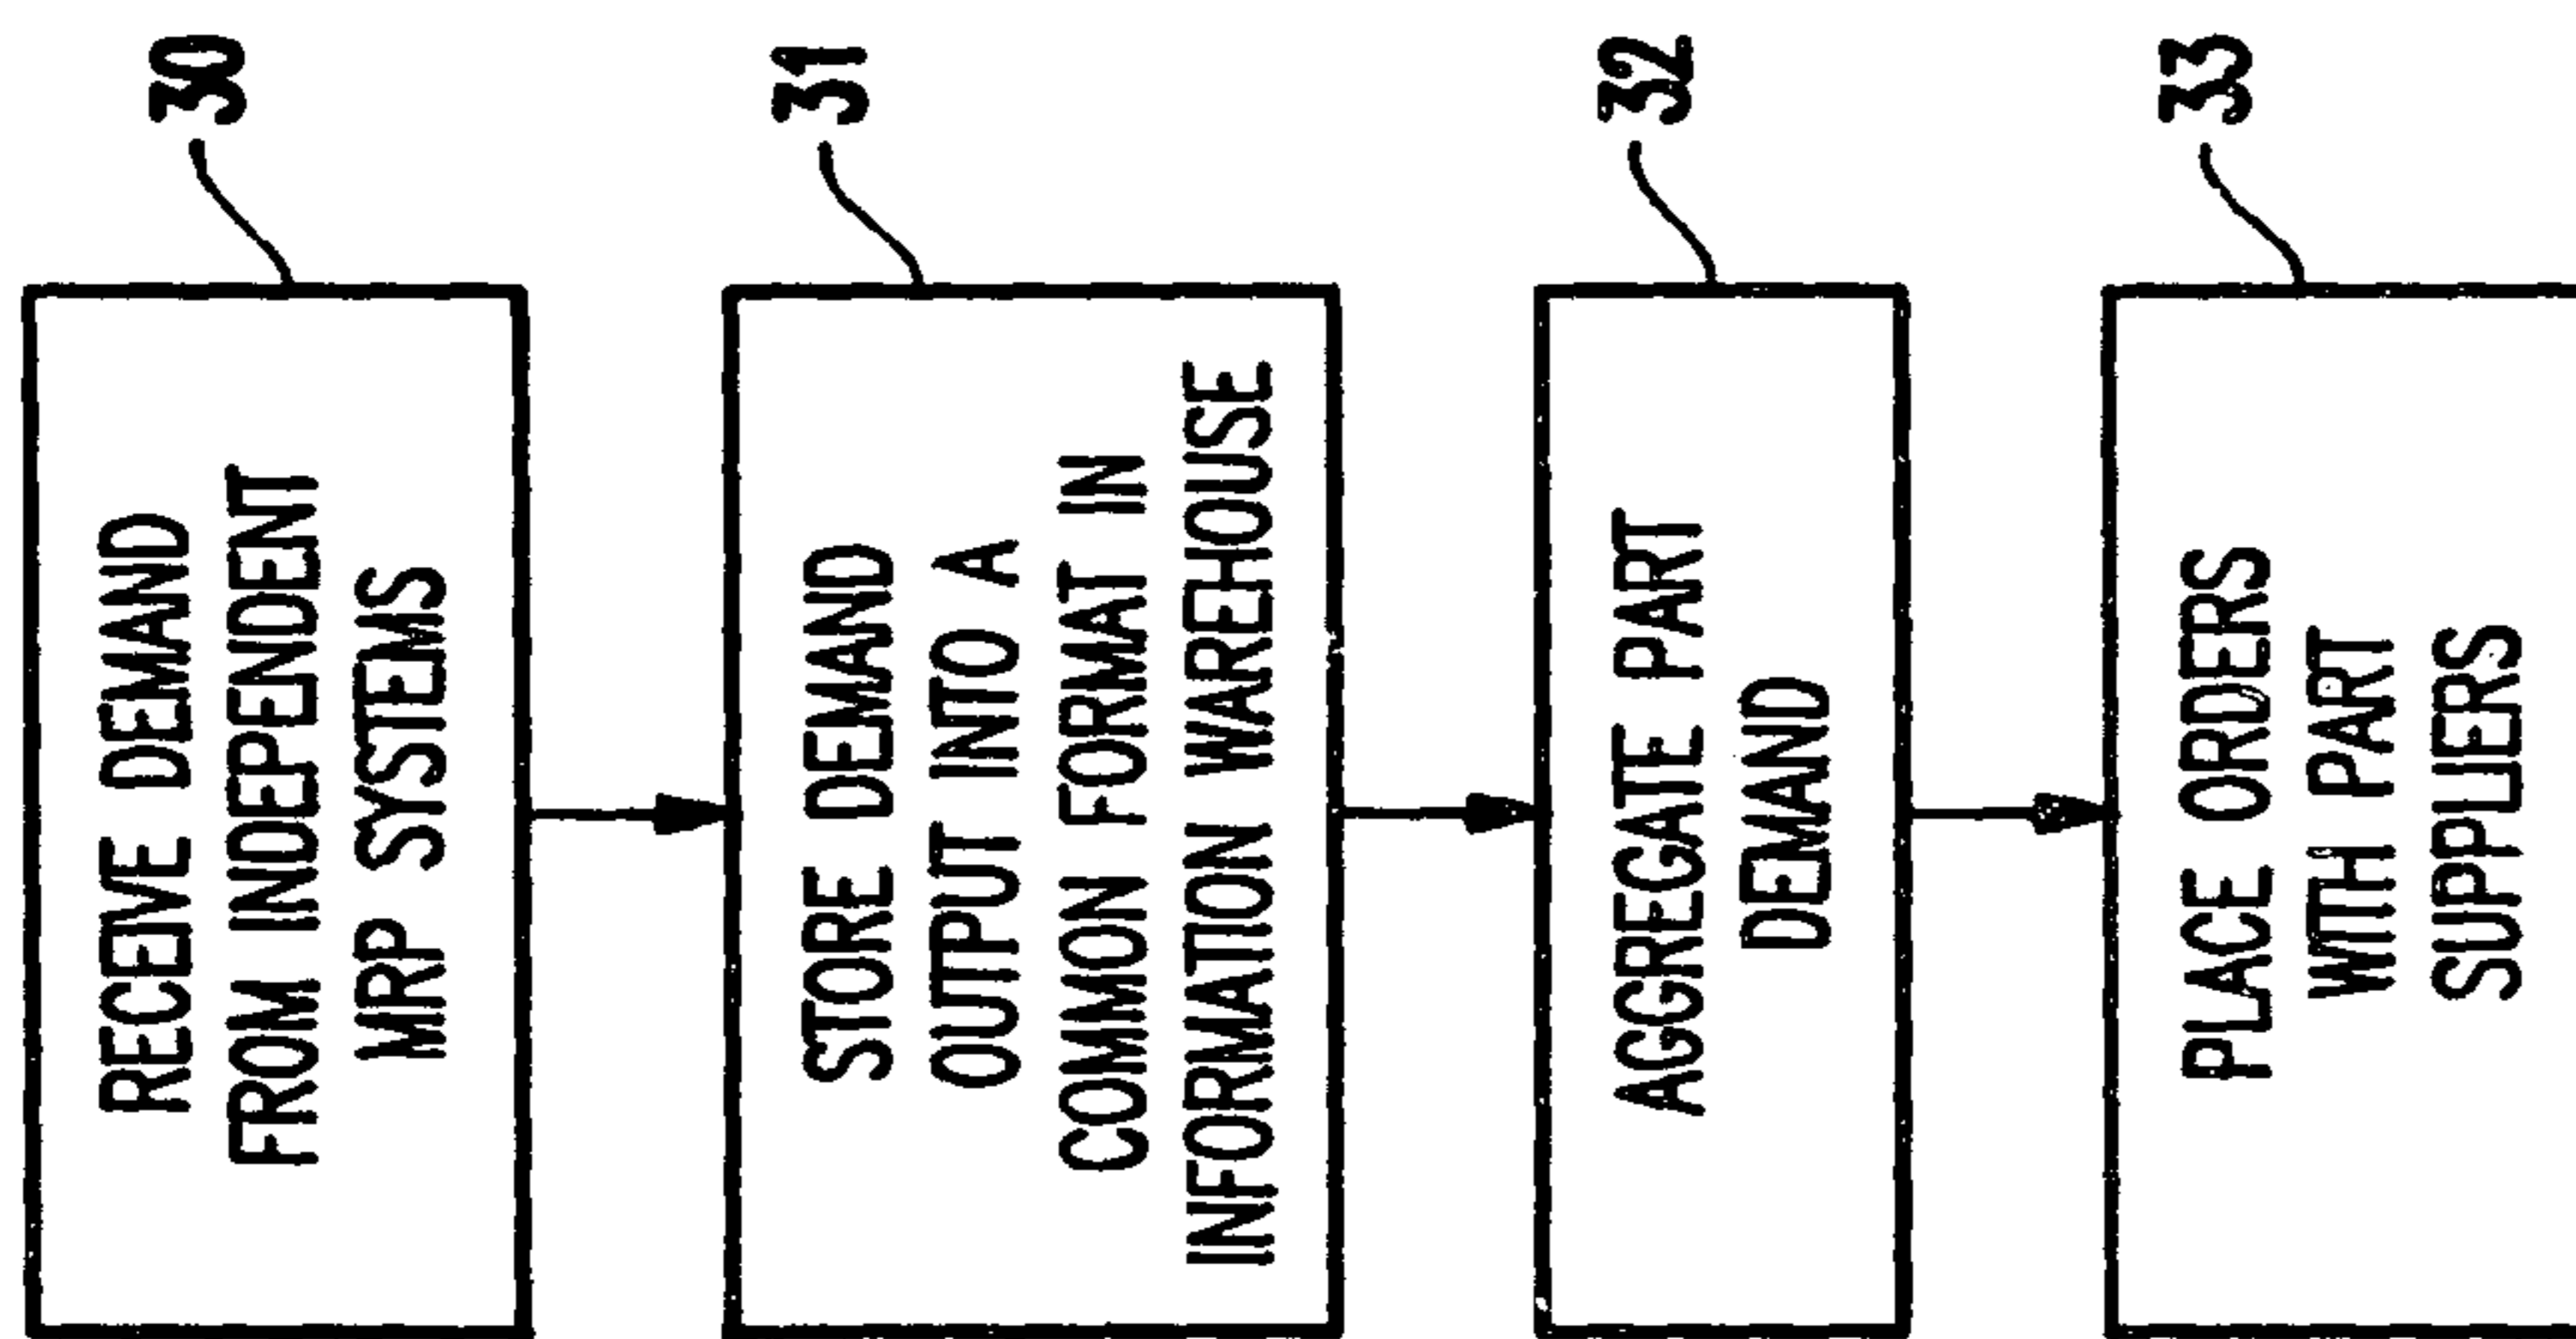 RECEIVE DEMAND
FROM INDEPENDENT
MRP SYSTEMS
30
STORE DEMAND
OUTPUT INTO A
COMMON FORMAT IN
INFORMATION WAREHOUSE
31
AGGREGATE PART
DEMAND
32
PLACE ORDERS
WITH PART
SUPPLIERS
33